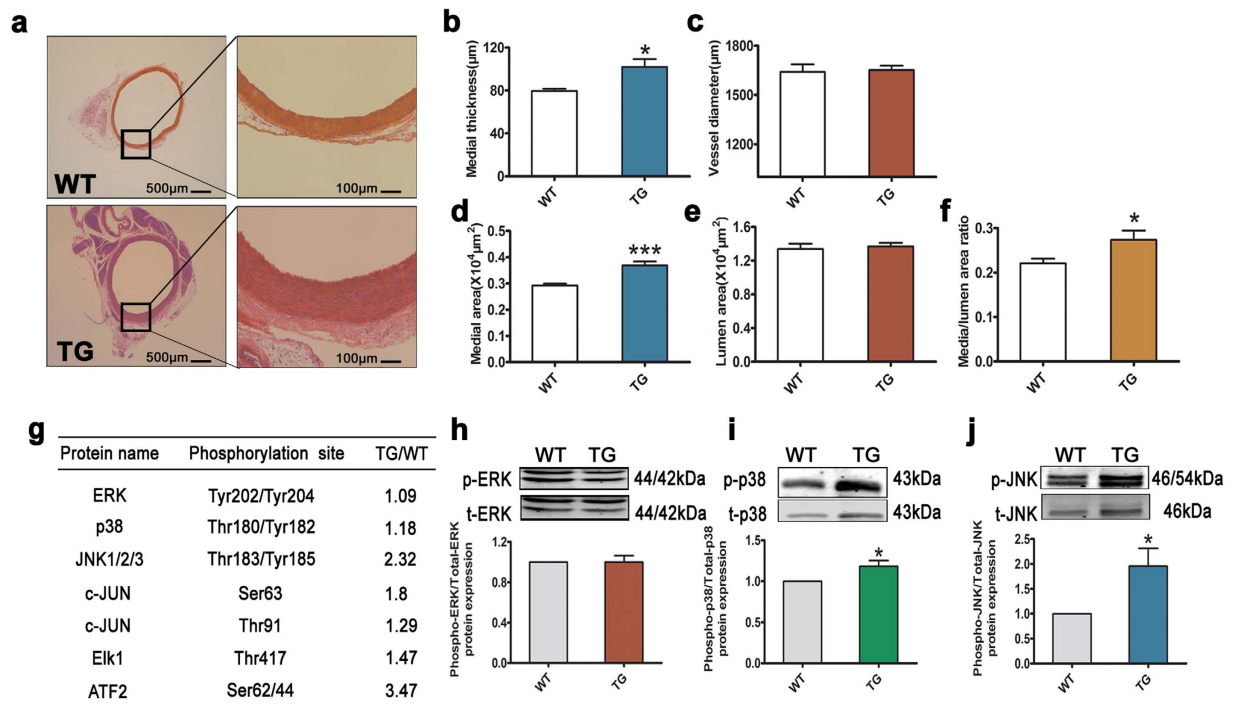 a
WT
500μm
100μm
TG
500μm
100μm
b
Medial thickness(μm)
120
80
40
0
*
WT
TG
c
Vessel diameter(μm)
1800
1500
1200
WT
TG
d
Medial area(X10⁴μm²)
0.5
0.4
0.3
0.2
0.1
0.0
***
WT
TG
e
Lumen area(X10⁴μm²)
1.6
1.2
0.8
0.4
0.0
WT
TG
f
Media/lumen area ratio
0.3
0.2
0.1
0.0
*
WT
TG
g
Protein name Phosphorylation site TG/WT
ERK Tyr202/Tyr204 1.09
p38 Thr180/Tyr182 1.18
JNK1/2/3 Thr183/Tyr185 2.32
c-JUN Ser63 1.8
c-JUN Thr91 1.29
Elk1 Thr417 1.47
ATF2 Ser62/44 3.47
h
WT TG
p-ERK 44/42kDa
t-ERK 44/42kDa
Phospho-ERK/Total-ERK
protein expression
1.2
0.8
0.4
0.0
WT
TG
i
WT TG
p-p38 43kDa
t-p38 43kDa
Phospho-p38/Total-p38
protein expression
1.5
1.0
0.5
0.0
*
WT
TG
j
WT TG
p-JNK 46/54kDa
t-JNK 46kDa
Phospho-JNK/Total-JNK
protein expression
2.5
2.0
1.5
1.0
0.5
0.0
*
WT
TG